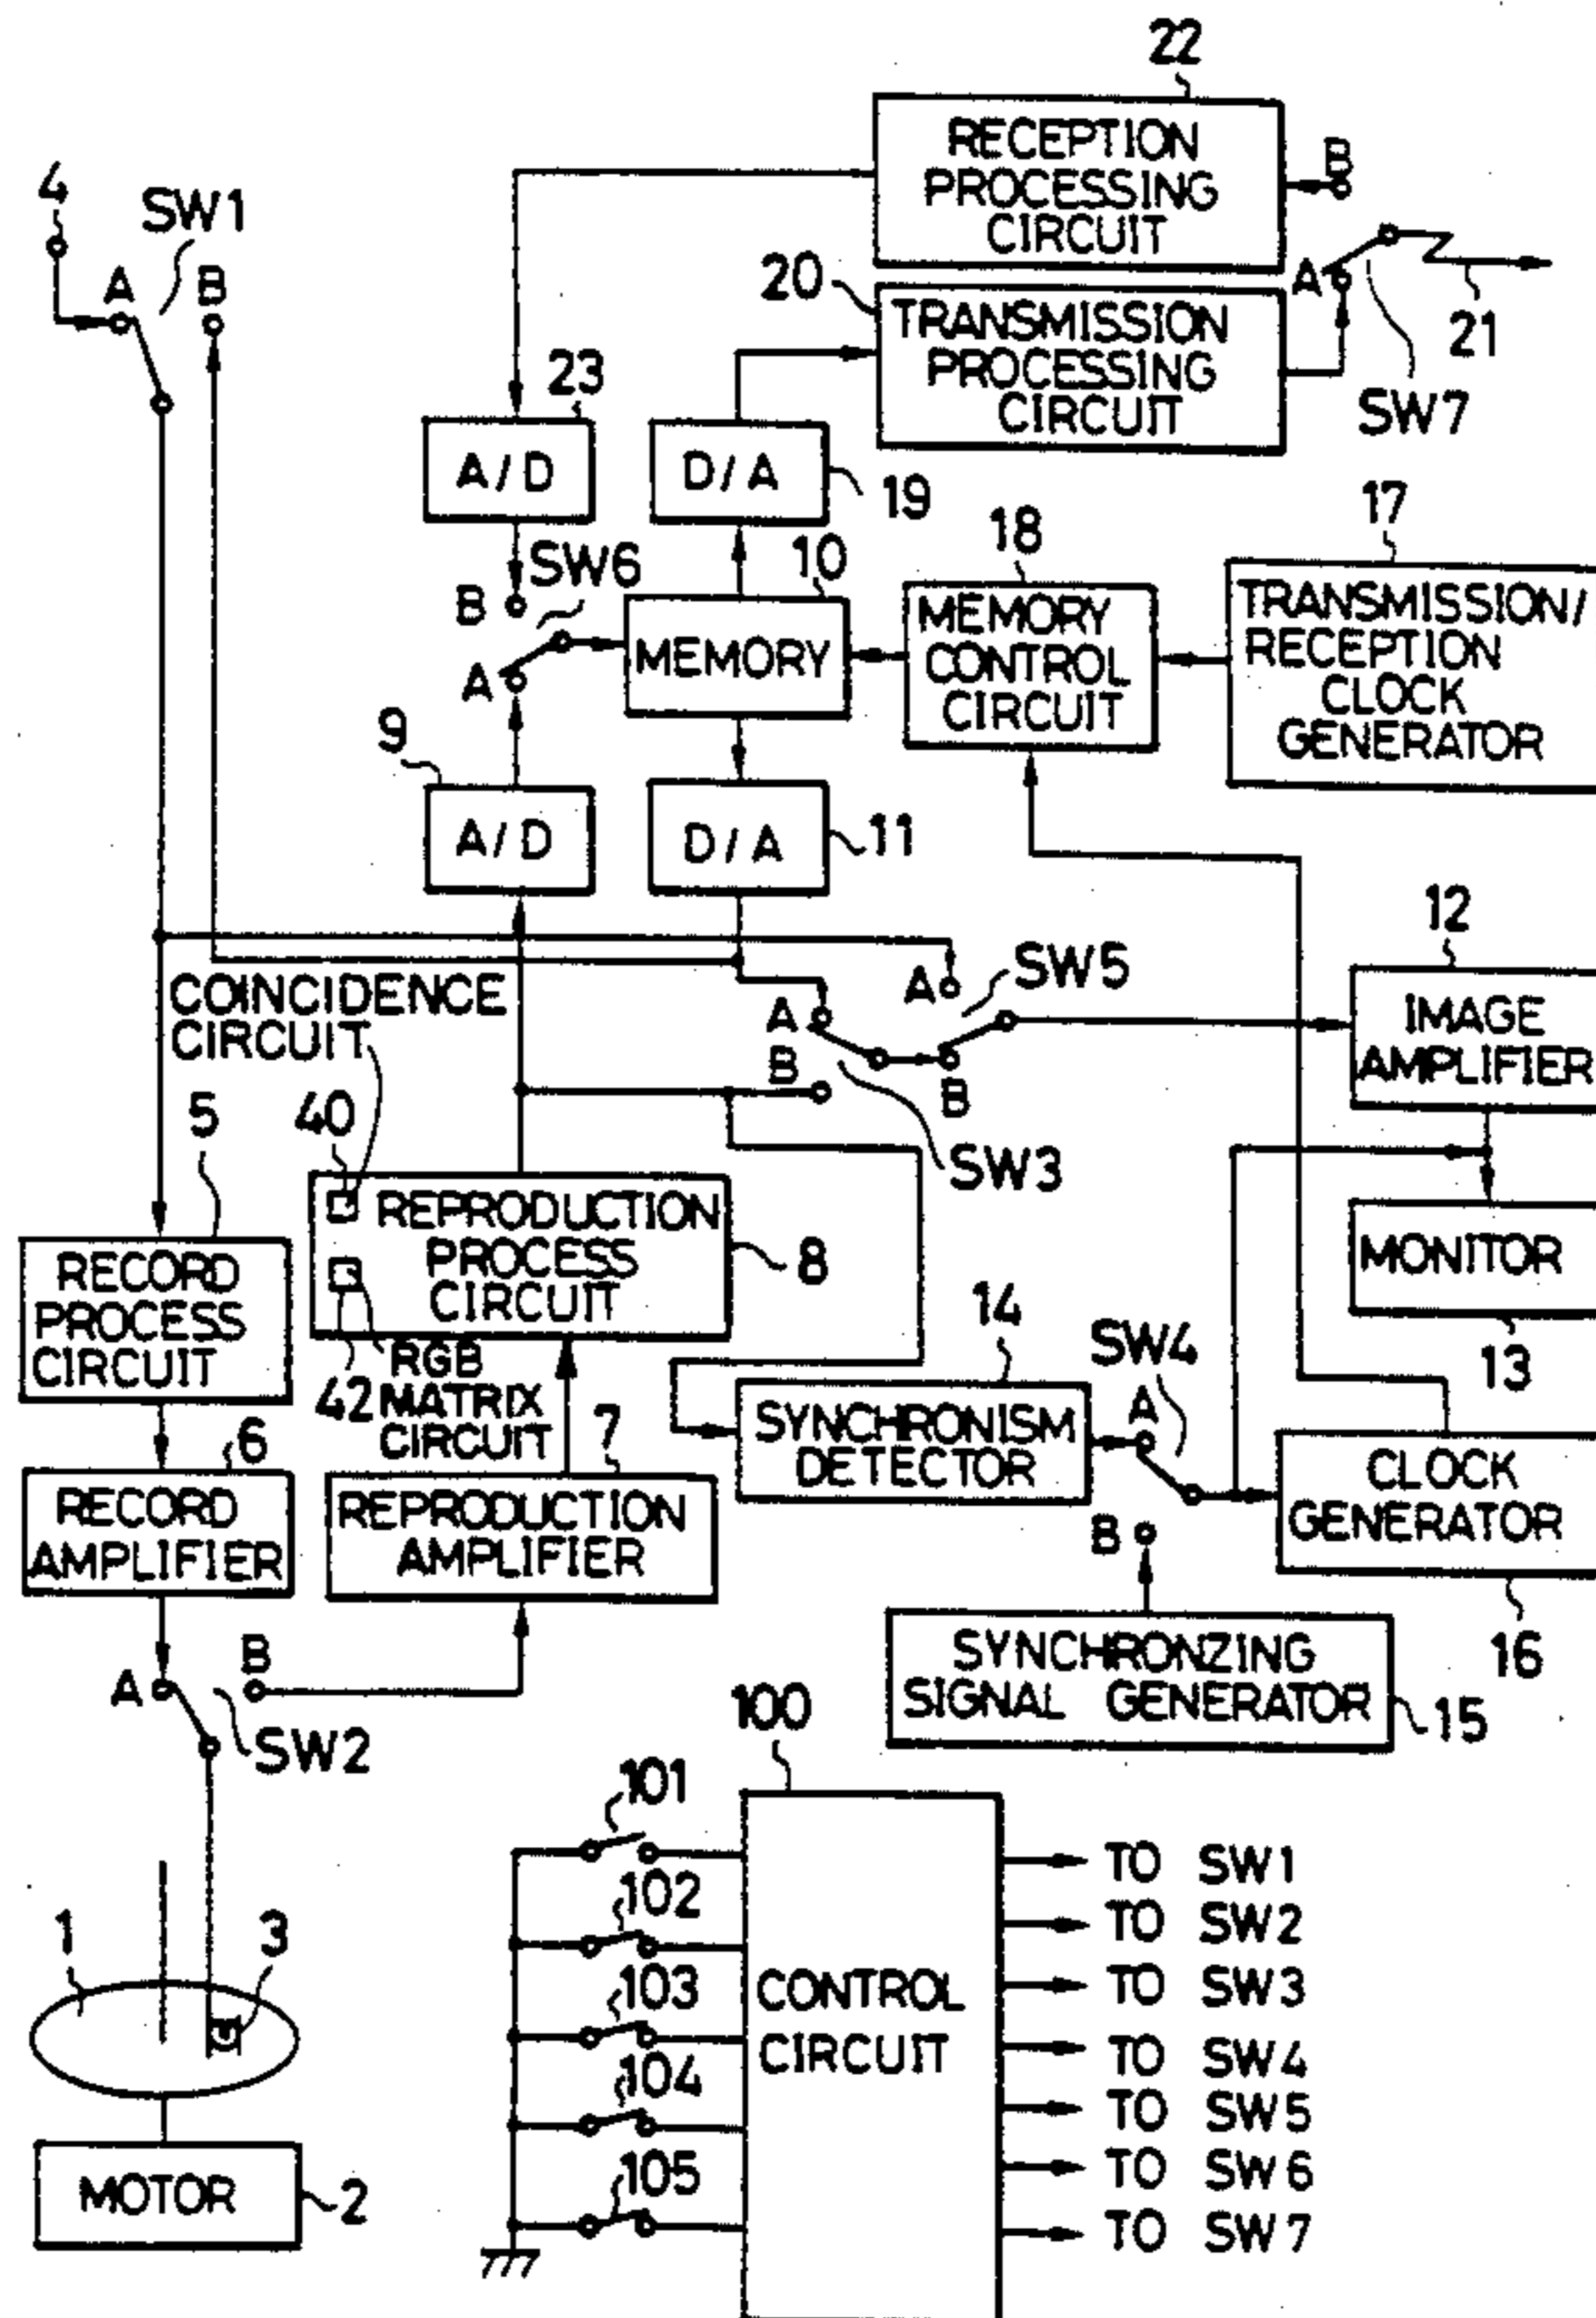 22
RECEPTION
PROCESSING
CIRCUIT
B
4
SW1
A
B
20
TRANSMISSION
PROCESSING
CIRCUIT
A
21
SW7
23
A/D
D/A
19
17
18
10
SW6
B
A
MEMORY
MEMORY
CONTROL
CIRCUIT
TRANSMISSION/
RECEPTION
CLOCK
GENERATOR
9
A/D
D/A
11
12
COINCIDENCE
CIRCUIT
A
SW5
A
B
B
IMAGE
AMPLIFIER
5
40
SW3
REPRODUCTION
PROCESS
CIRCUIT
8
MONITOR
13
RECORD
PROCESS
CIRCUIT
14
SW4
42
RGB
MATRIX
CIRCUIT
7
SYNCHRONISM
DETECTOR
A
B
CLOCK
GENERATOR
16
6
RECORD
AMPLIFIER
REPRODUCTION
AMPLIFIER
A
B
SW2
SYNCHRONZING
SIGNAL GENERATOR
15
100
101
102
103
104
105
CONTROL
CIRCUIT
TO SW1
TO SW2
TO SW3
TO SW4
TO SW5
TO SW6
TO SW7
1
3
MOTOR
2